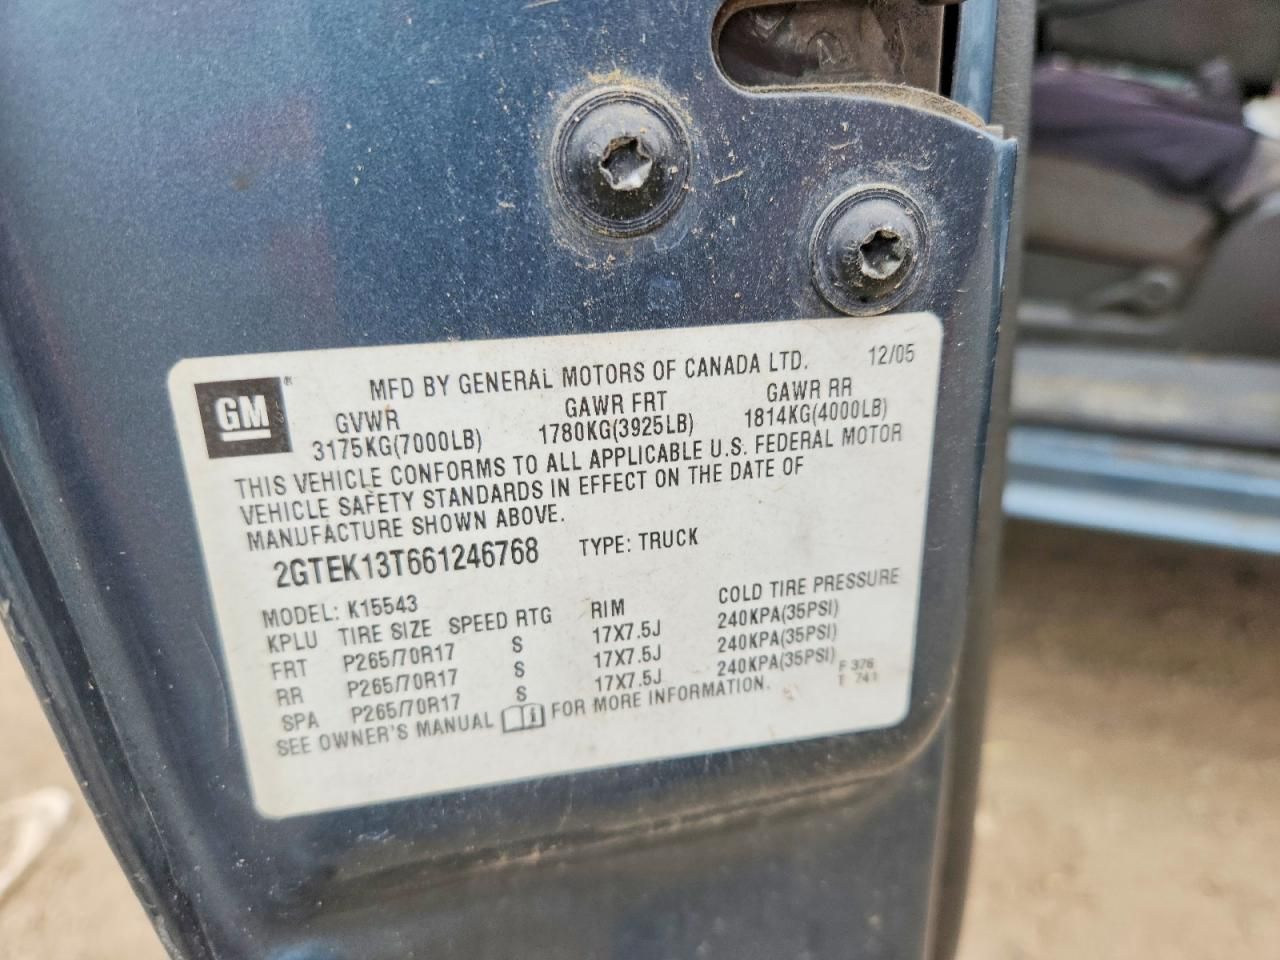 GM ® MFD BY GENERAL MOTORS OF CANADA LTD. 12/05
GVWR GAWR FRT GAWR RR
3175KG(7000LB) 1780KG(3925LB) 1814KG(4000LB)
THIS VEHICLE CONFORMS TO ALL APPLICABLE U.S. FEDERAL MOTOR
VEHICLE SAFETY STANDARDS IN EFFECT ON THE DATE OF
MANUFACTURE SHOWN ABOVE.
2GTEK13T661246768 TYPE: TRUCK
MODEL: K15543
KPLU TIRE SIZE SPEED RTG RIM COLD TIRE PRESSURE
FRT P265/70R17 S 17X7.5J 240KPA(35PSI)
RR P265/70R17 S 17X7.5J 240KPA(35PSI)
SPA P265/70R17 S 17X7.5J 240KPA(35PSI)
SEE OWNER'S MANUAL FOR MORE INFORMATION.
F 376
741